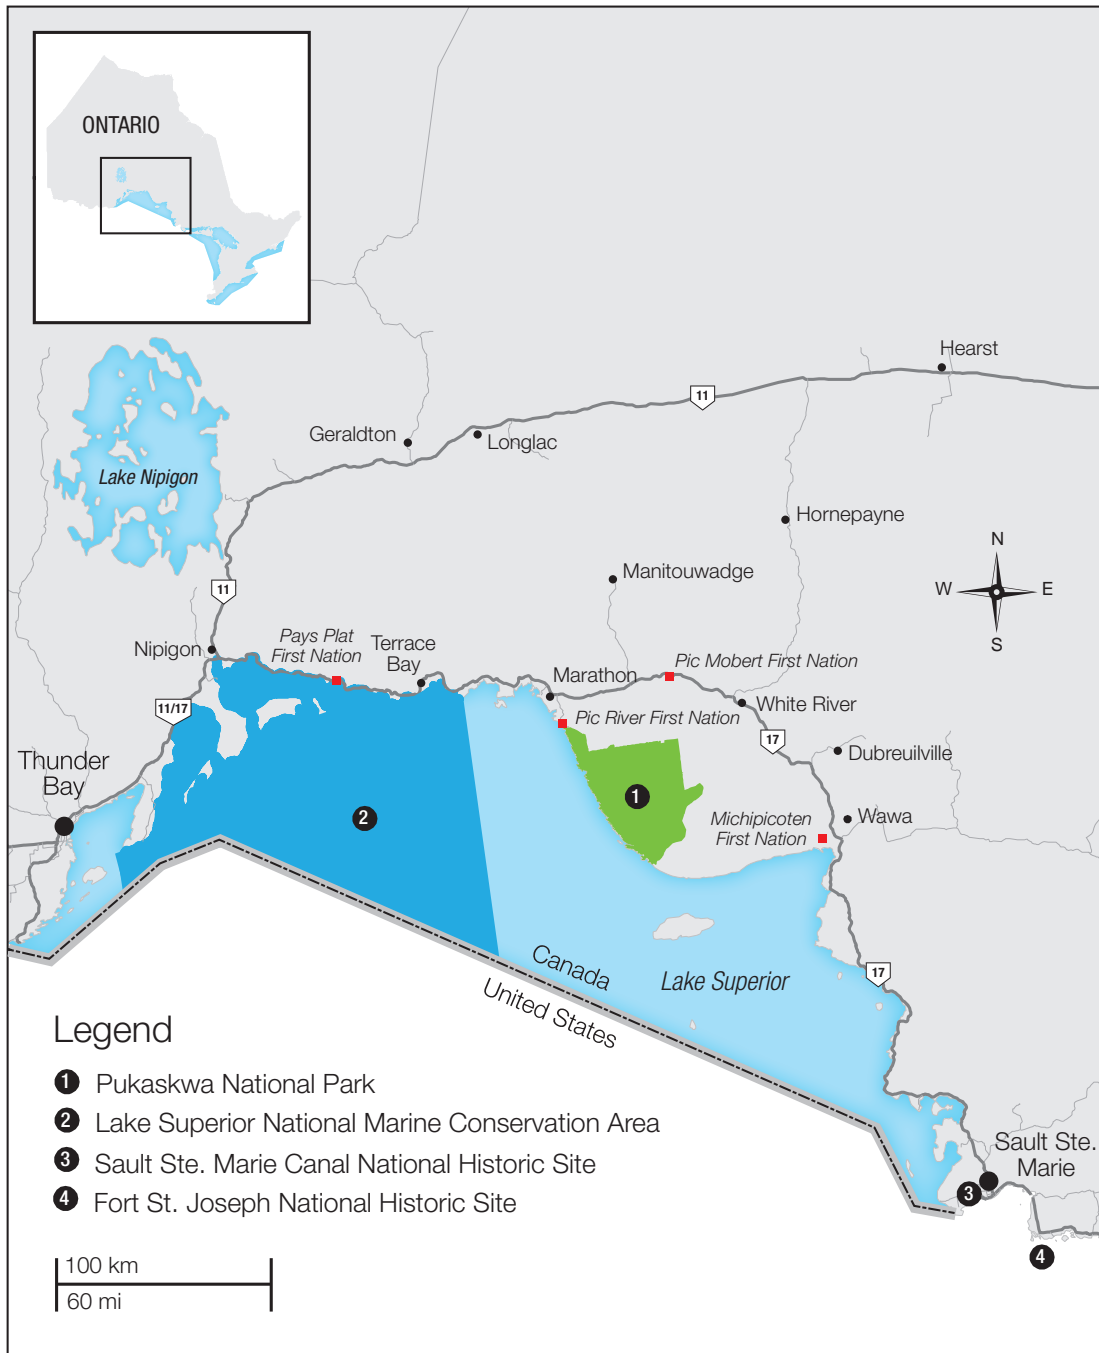 ONTARIO
Hearst
11
Geraldton
Longlac
Lake Nipigon
Hornepayne
N
Manitouwadge
W
E
11
S
Nipigon
Pays Plat
First Nation
Terrace
Bay
Pic Mobert First Nation
Marathon
White River
11/17
Pic River First Nation
17
Thunder
Bay
Dubreuilville
1
2
Michipicoten
First Nation
Wawa
Canada
Lake Superior
17
United States
Legend
1 Pukaskwa National Park
2 Lake Superior National Marine Conservation Area
3 Sault Ste. Marie Canal National Historic Site
4 Fort St. Joseph National Historic Site
Sault Ste.
Marie
3
4
100 km
60 mi